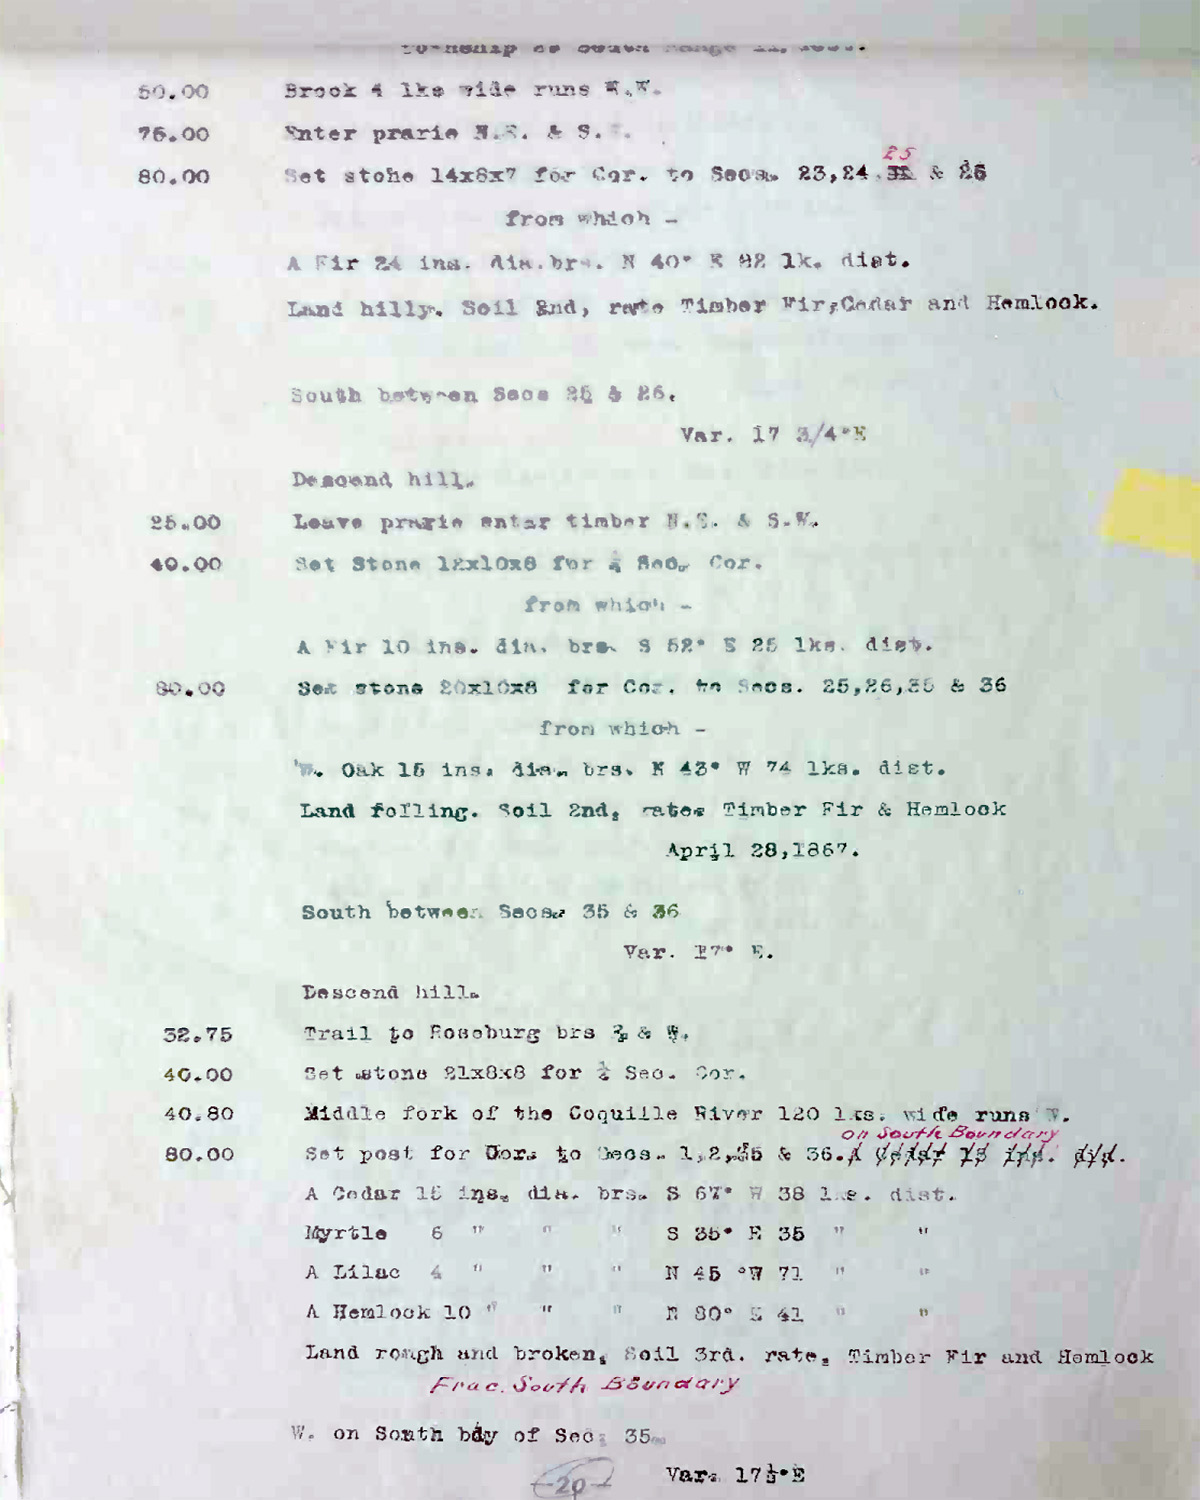 Township
50.00 Brook 4 lks wide runs N.W.
75.00 Enter prarie N.E. & S.
80.00 Set stone 14x8x7 for Cor. to Secs. 23,24 25 & 26
from which -
A Fir 24 ins. dia.brs. N 40° E 92 lk. dist.
Land hilly. Soil 2nd, rate Timber Fir,Cedar and Hemlock.
South between Secs 25 & 26.
Var. 17 3/4°E
Descend hill.
25.00 Leave prarie enter timber N.E. & S.W.
40.00 Set Stone 12x10x8 for ¼ Sec. Cor.
from which -
A Fir 10 ins. dia. brs. S 52° E 25 lks. dist.
80.00 Set stone 20x10x8 for Cor. to Secs. 25,26,35 & 36
from which -
W. Oak 15 ins. dia. brs. N 43° W 74 lks. dist.
Land rolling. Soil 2nd, rate, Timber Fir & Hemlock
April 28,1867.
South between Secs. 35 & 36
Var. 17° E.
Descend hill.
32.75 Trail to Roseburg brs & W.
40.00 Set stone 21x8x8 for ¼ Sec. Cor.
40.80 Middle fork of the Coquille River 120 lks. wide runs W.
on South Boundary
80.00 Set post for Cor. to Secs. 1,2,35 & 36. A Cedar 15 ins. dia.
A Cedar 15 ins. dia. brs. S 67° W 38 lks. dist.
Myrtle 6 " " " S 35° E 35 " "
A Lilac 4 " " " N 45 °W 71 " "
A Hemlock 10 " " " N 80° E 41 " "
Land rough and broken, Soil 3rd. rate, Timber Fir and Hemlock
Frac. South Boundary
W. on South bdy of Sec. 35
-20-
Var. 17½°E